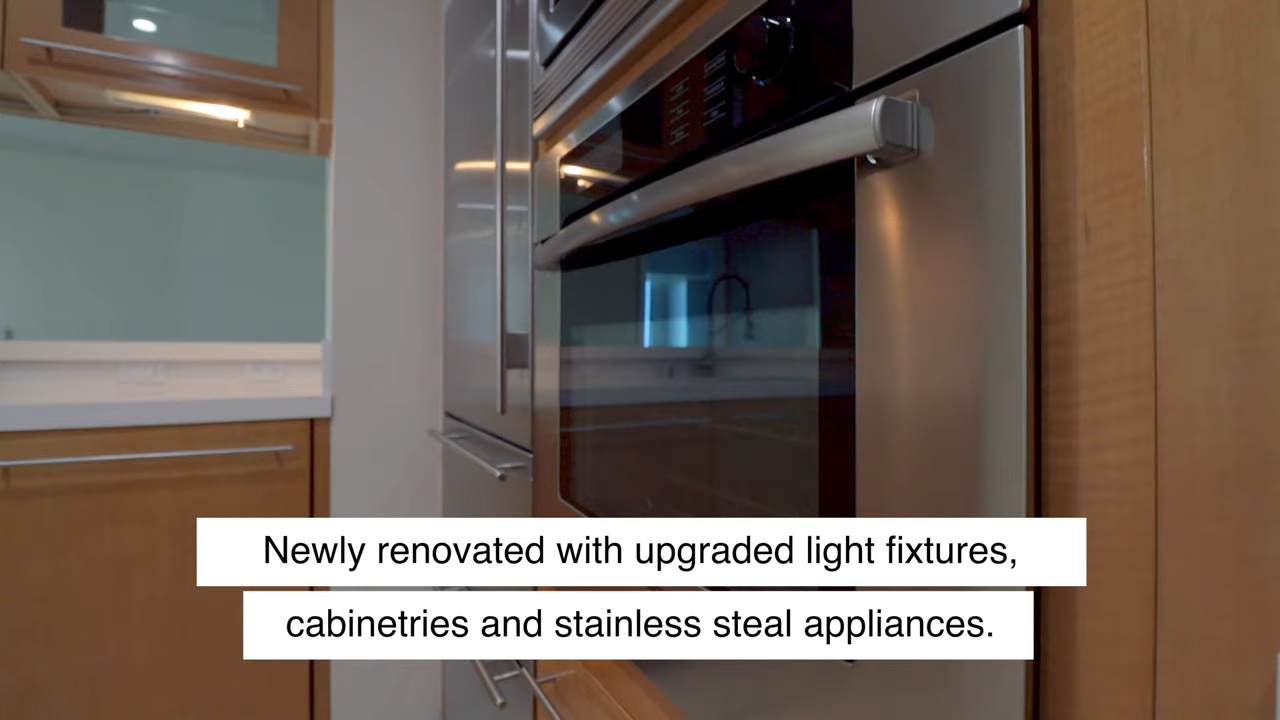 Newly renovated with upgraded light fixtures,
cabinetries and stainless steal appliances.